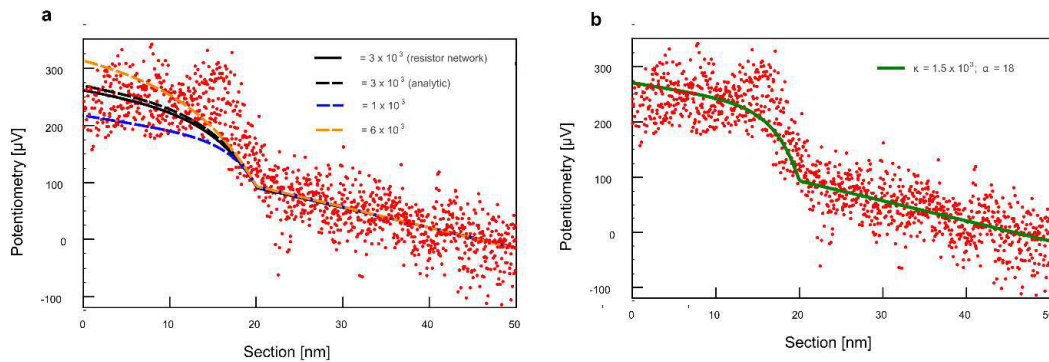 a
Potentiometry [µV]
300
200
100
0
-100
= 3 x 10³ (resistor network)
= 3 x 10³ (analytic)
= 1 x 10³
= 6 x 10³
0 10 20 30 40 50
Section [nm]
b
Potentiometry [µV]
300
200
100
0
-100
κ = 1.5 x 10³; α = 18
0 10 20 30 40 50
Section [nm]